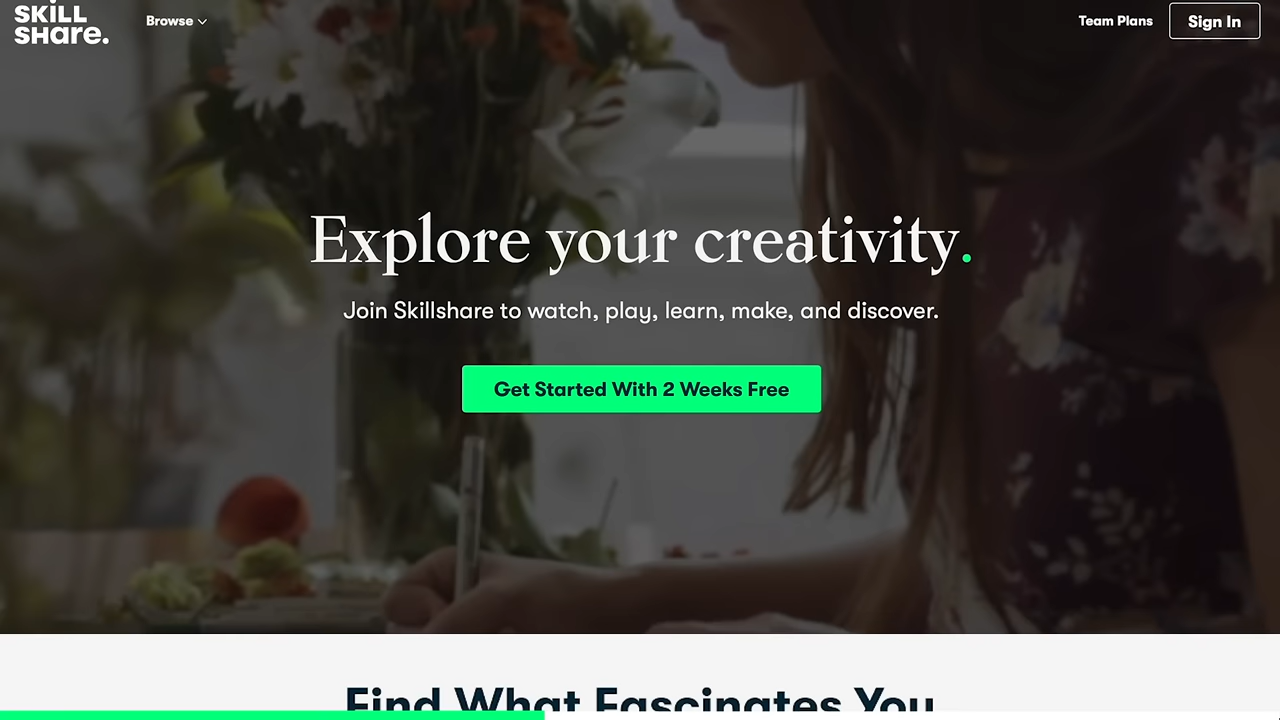 SKILL
SHare.
Browse
Team Plans
Sign In
Explore your creativity.
Join Skillshare to watch, play, learn, make, and discover.
Get Started With 2 Weeks Free
Find What Fascinates You